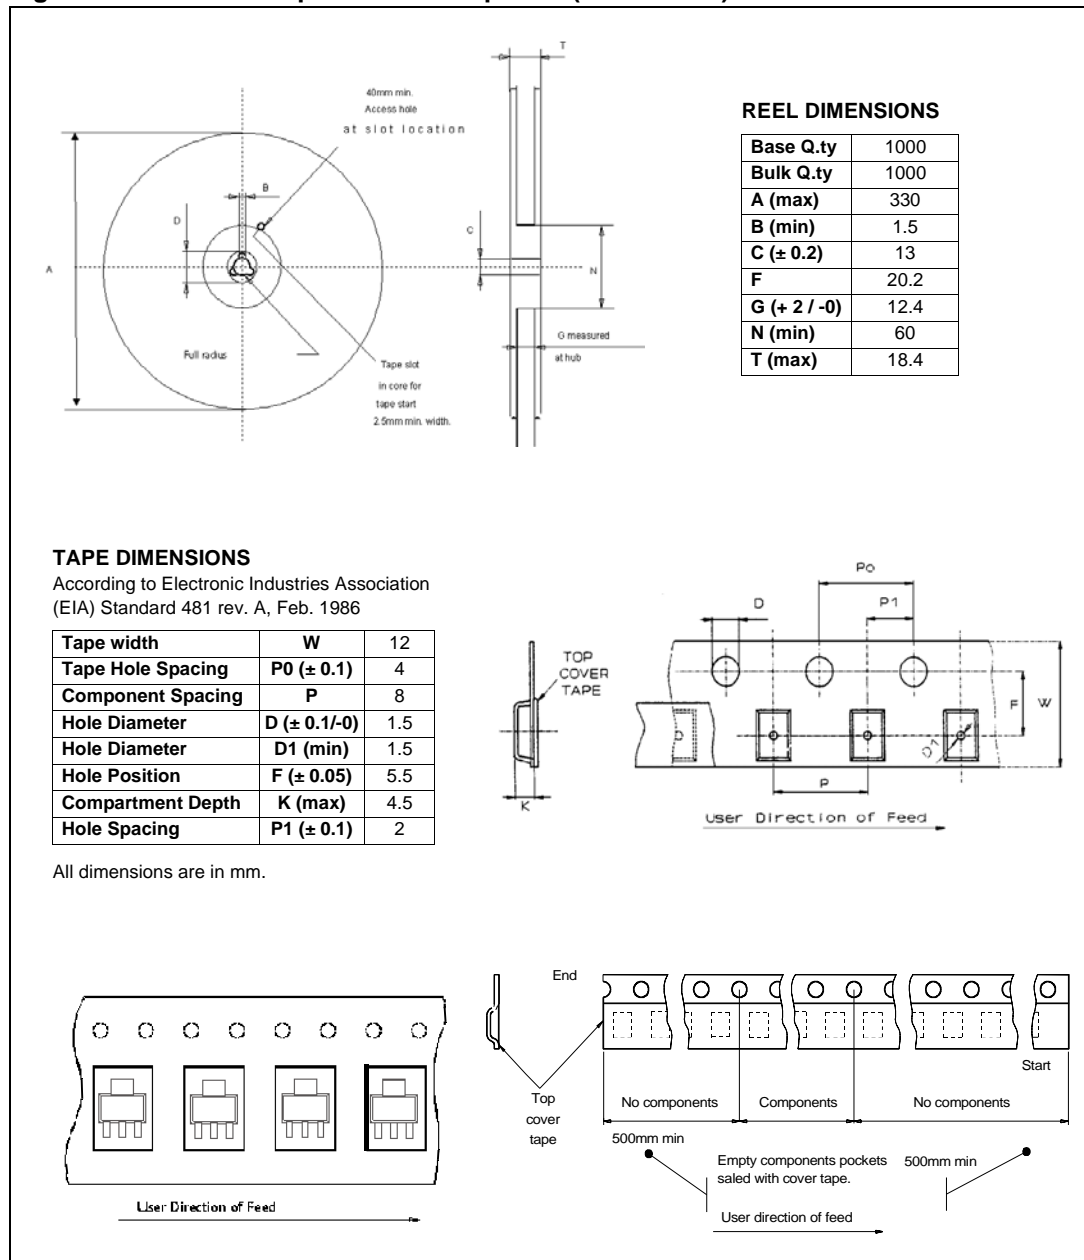 T
40mm min.
Access hole
at slot location
B
D
A
C
N
Full radius
Tape slot
in core for
tape start
2.5mm min. width.
G measured
at hub
REEL DIMENSIONS
Base Q.ty 1000
Bulk Q.ty 1000
A (max) 330
B (min) 1.5
C (± 0.2) 13
F 20.2
G (+ 2 / -0) 12.4
N (min) 60
T (max) 18.4
TAPE DIMENSIONS
According to Electronic Industries Association
(EIA) Standard 481 rev. A, Feb. 1986
Tape width W 12
Tape Hole Spacing P0 (± 0.1) 4
Component Spacing P 8
Hole Diameter D (± 0.1/-0) 1.5
Hole Diameter D1 (min) 1.5
Hole Position F (± 0.05) 5.5
Compartment Depth K (max) 4.5
Hole Spacing P1 (± 0.1) 2
All dimensions are in mm.
Po
D
P1
TOP
COVER
TAPE
F
W
D1
P
K
User Direction of Feed
User Direction of Feed
End
Start
Top
cover
tape
No components
Components
No components
500mm min
Empty components pockets
saled with cover tape.
500mm min
User direction of feed